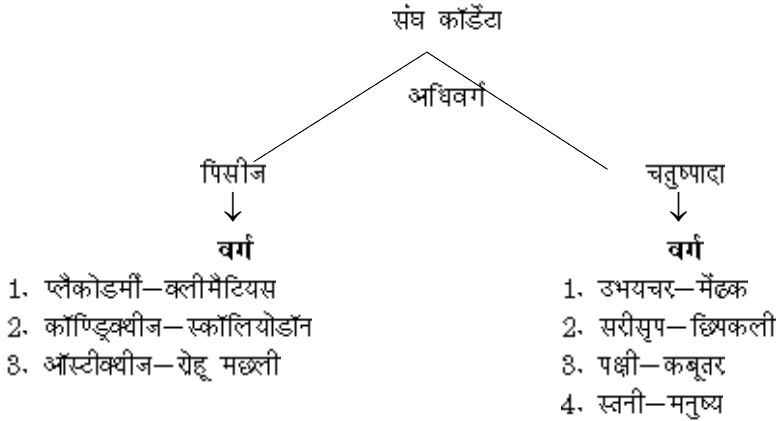 संघ कॉर्डेटा
अधिवर्ग
पिसीज
वर्ग
1. प्लैकोडर्मी–क्लीमैटियस
2. कॉण्ड्रिक्थीज–स्कॉलियोडॉन
3. ऑस्टीक्थीज–रोहू मछली
चतुष्पादा
वर्ग
1. उभयचर–मेंढक
2. सरीसृप–छिपकली
3. पक्षी–कबूतर
4. स्तनी–मनुष्य